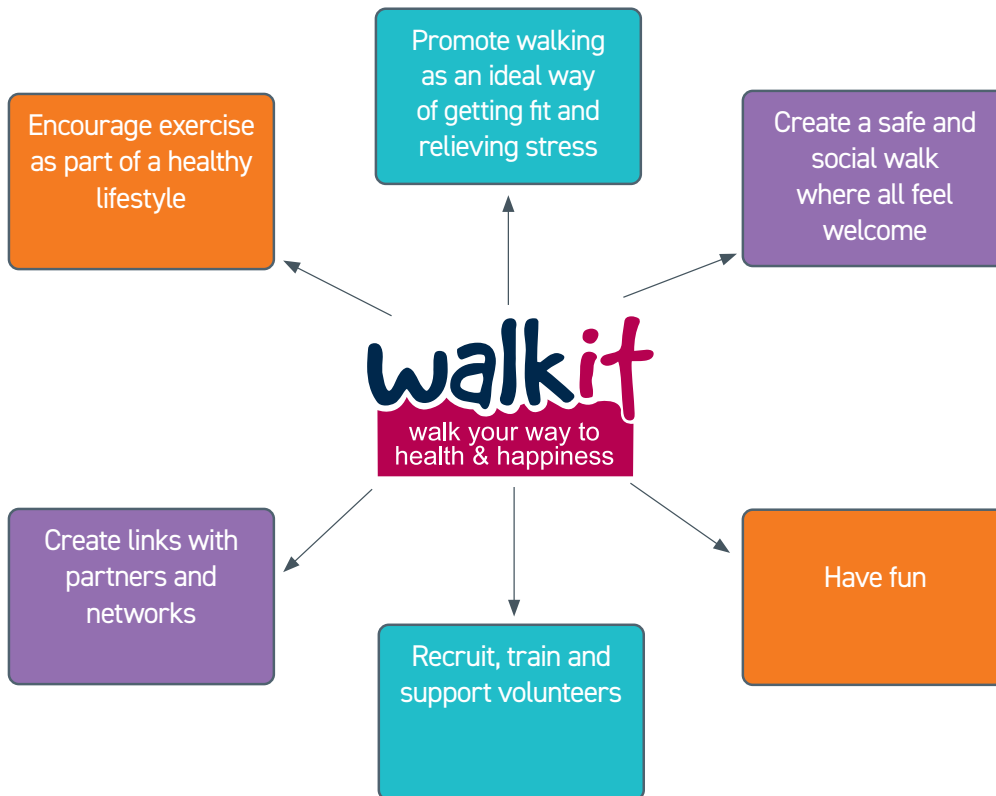 Promote walking
as an ideal way
of getting fit and
relieving stress
Encourage exercise
as part of a healthy
lifestyle
Create a safe and
social walk
where all feel
welcome
walkit
walk your way to
health & happiness
Create links with
partners and
networks
Have fun
Recruit, train and
support volunteers